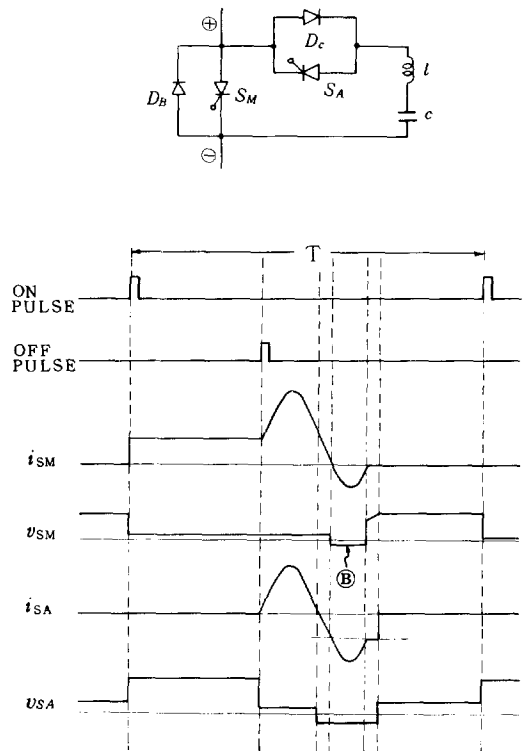 ⊕
D_C
D_B
S_M
S_A
l
c
⊖
T
ON
PULSE
OFF
PULSE
i_SM
v_SM
Ⓑ
i_SA
v_SA